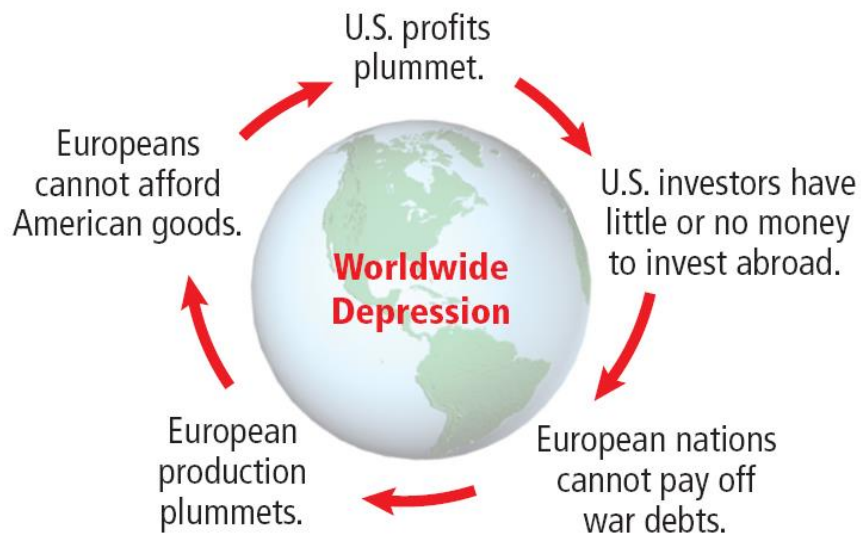 U.S. profits
plummet.
U.S. investors have
little or no money
to invest abroad.
European nations
cannot pay off
war debts.
European
production
plummets.
Europeans
cannot afford
American goods.
Worldwide
Depression